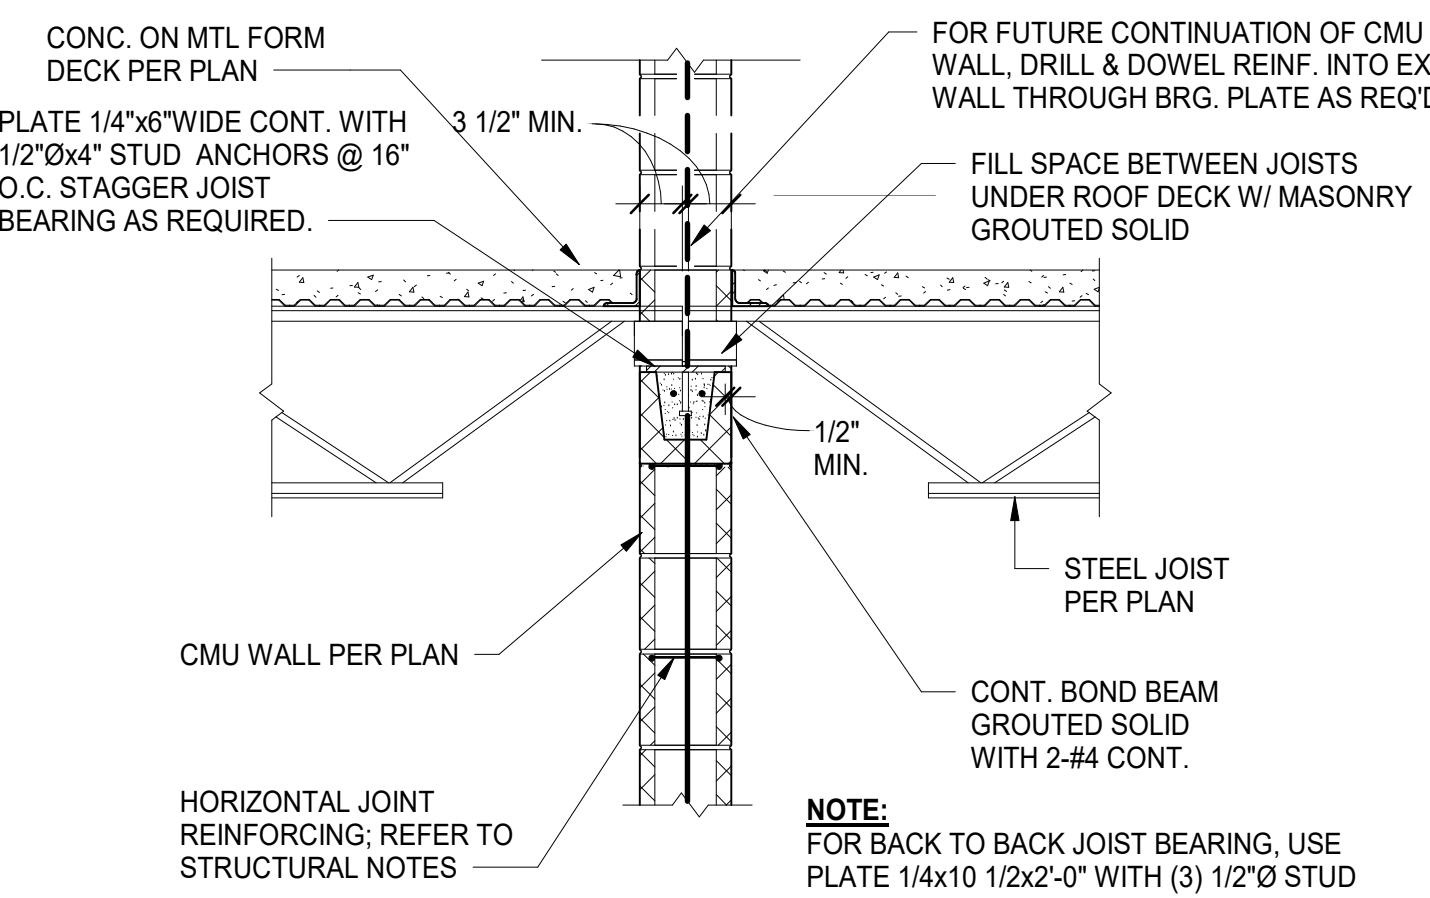 CONC. ON MTL FORM
DECK PER PLAN
PLATE 1/4"x6"WIDE CONT. WITH
1/2"Øx4" STUD ANCHORS @ 16"
O.C. STAGGER JOIST
BEARING AS REQUIRED.
3 1/2" MIN.
FOR FUTURE CONTINUATION OF CMU
WALL, DRILL & DOWEL REINF. INTO EX
WALL THROUGH BRG. PLATE AS REQ'D
FILL SPACE BETWEEN JOISTS
UNDER ROOF DECK W/ MASONRY
GROUTED SOLID
1/2"
MIN.
STEEL JOIST
PER PLAN
CMU WALL PER PLAN
CONT. BOND BEAM
GROUTED SOLID
WITH 2-#4 CONT.
HORIZONTAL JOINT
REINFORCING; REFER TO
STRUCTURAL NOTES
NOTE:
FOR BACK TO BACK JOIST BEARING, USE
PLATE 1/4x10 1/2x2'-0" WITH (3) 1/2"Ø STUD